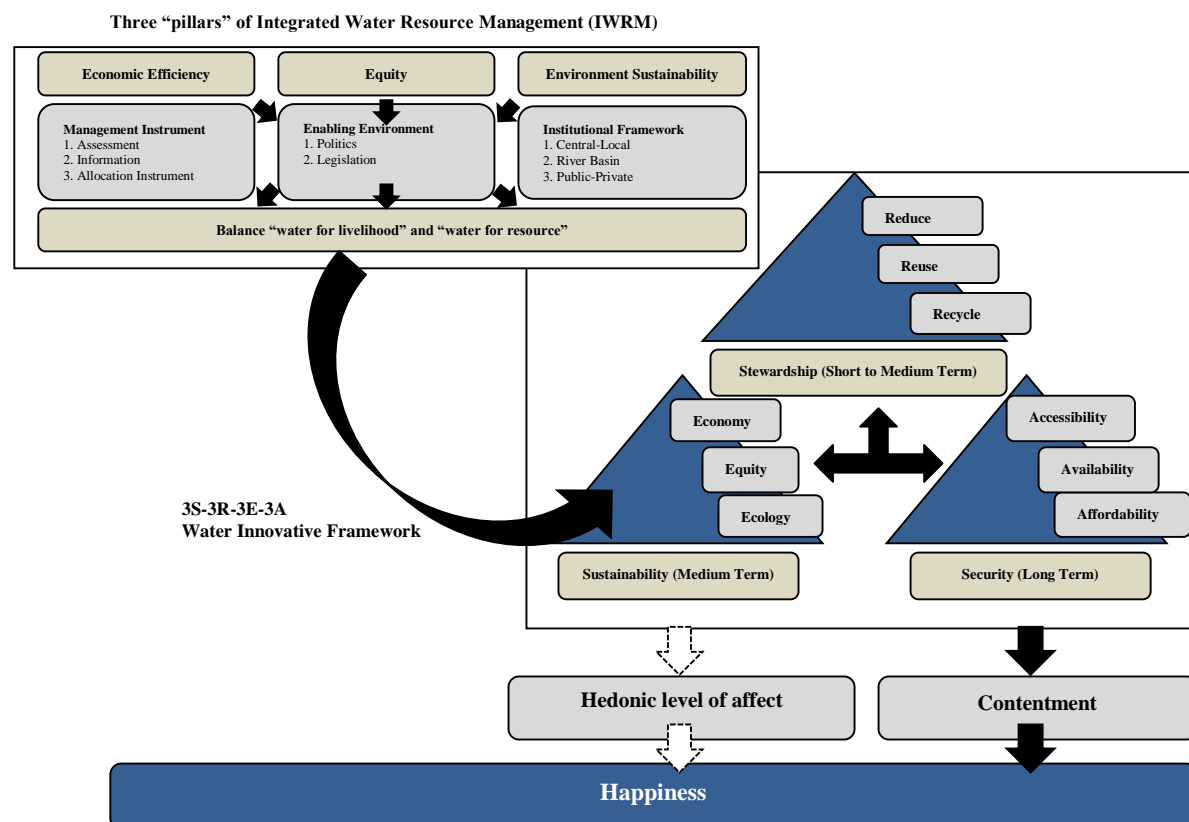 Three “pillars” of Integrated Water Resource Management (IWRM)
Economic Efficiency
Equity
Environment Sustainability
Management Instrument
1. Assessment
2. Information
3. Allocation Instrument
Enabling Environment
1. Politics
2. Legislation
Institutional Framework
1. Central-Local
2. River Basin
3. Public-Private
Balance “water for livelihood” and “water for resource”
Reduce
Reuse
Recycle
Stewardship (Short to Medium Term)
Economy
Equity
Ecology
Accessibility
Availability
Affordability
3S-3R-3E-3A
Water Innovative Framework
Sustainability (Medium Term)
Security (Long Term)
Hedonic level of affect
Contentment
Happiness